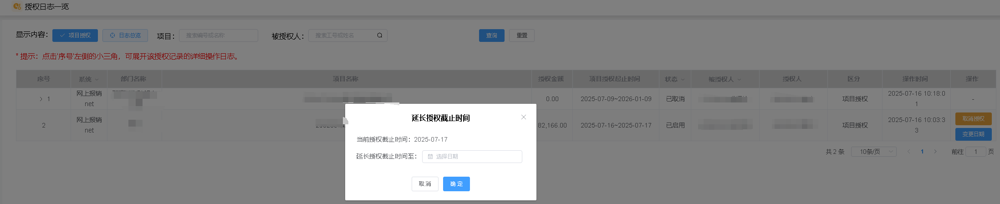 授权日志一览
显示内容： 项目授权 日志总览 项目： 搜索编号或名称 被授权人： 搜索工号或姓名 查询 重置
* 提示：点击'序号'左侧的小三角，可展开该授权记录的详细操作日志。
序号 系统 部门名称 项目名称 授权金额 项目授权起止时间 状态 被授权人 授权人 区分 操作时间 操作
1 网上报销 0.00 2025-07-09~2026-01-09 已取消 项目授权 2025-07-16 10:18:0 -
net 1
2 网上报销 82,166.00 2025-07-16~2025-07-17 已启用 项目授权 2025-07-16 10:03:3 取消授权
net 3 变更日期
共 2 条 10条/页 1 前往 1 页
延长授权截止时间
当前授权截止时间：2025-07-17
延长授权截止时间至： 选择日期
取消 确定